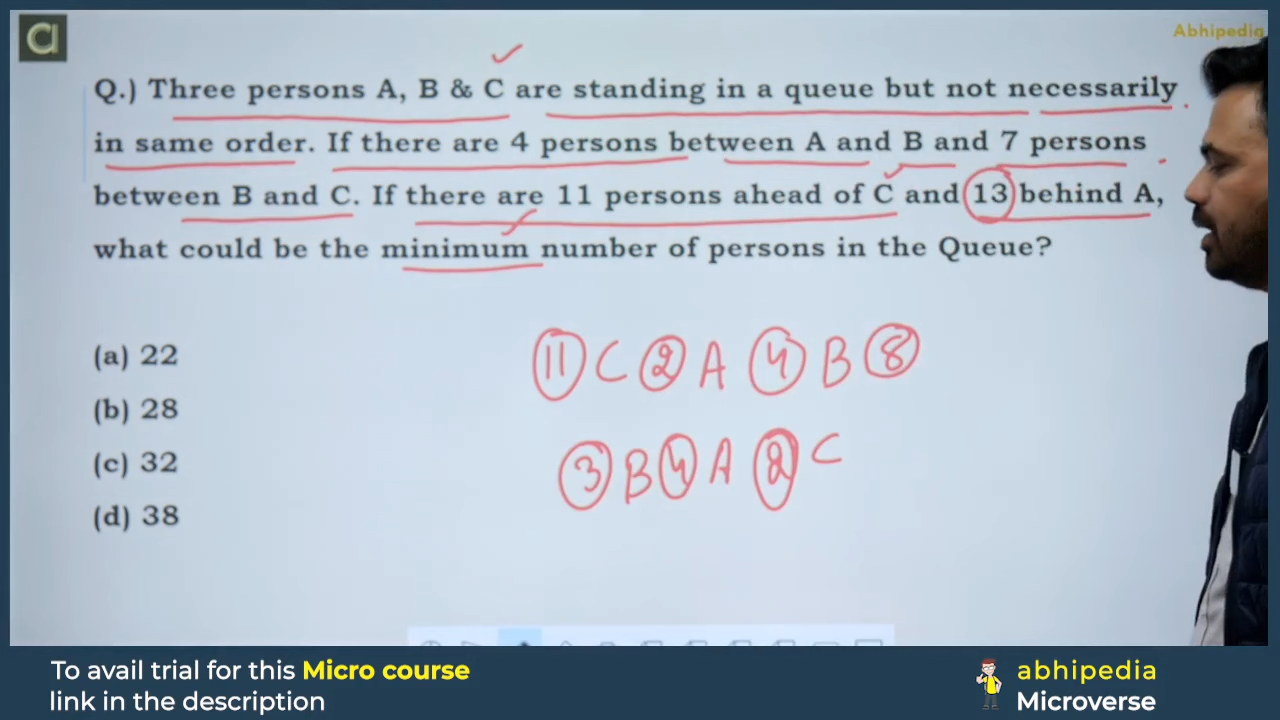 a
Abhipedia
Q.) Three persons A, B & C are standing in a queue but not necessarily
in same order. If there are 4 persons between A and B and 7 persons
between B and C. If there are 11 persons ahead of C and 13 behind A,
what could be the minimum number of persons in the Queue?
(a) 22
(b) 28
(c) 32
(d) 38
11 C 2 A 4 B 8
3 B 4 A 2 C
To avail trial for this Micro course
link in the description
abhipedia
Microverse